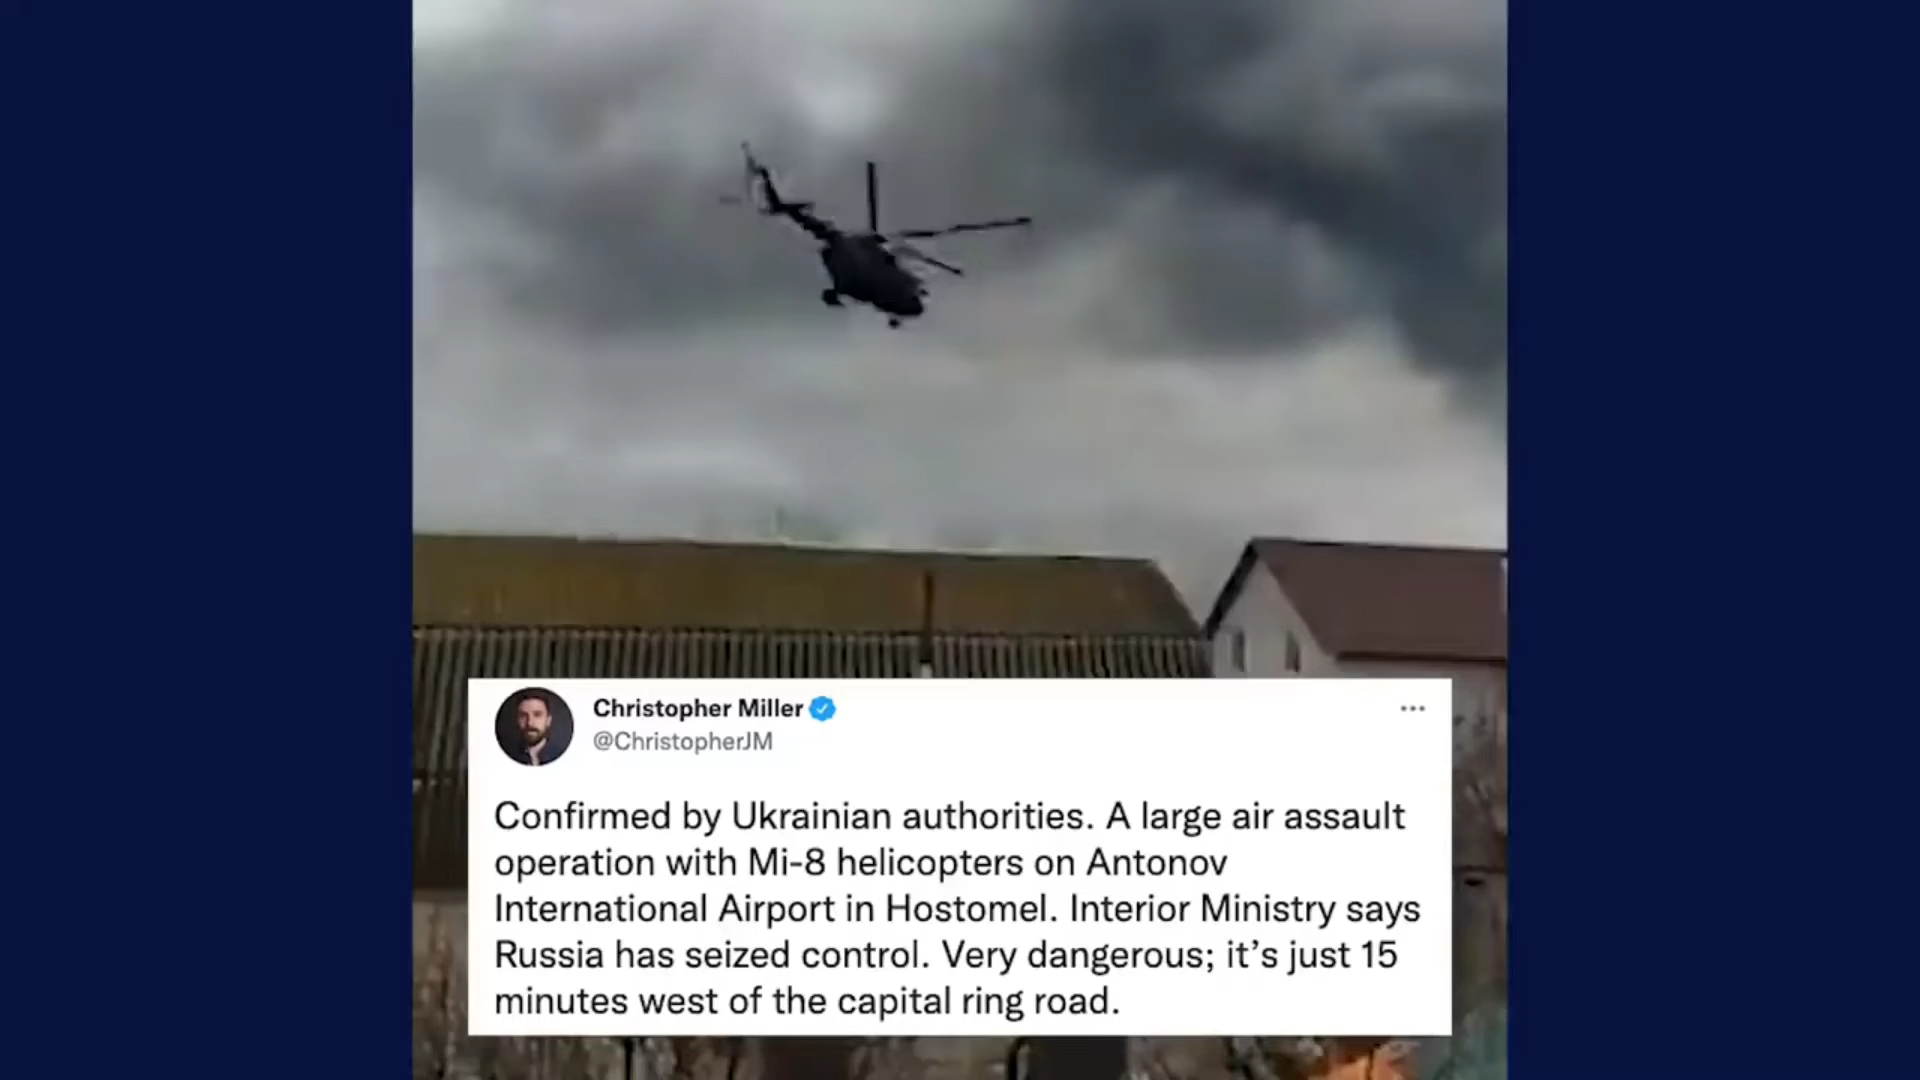 Christopher Miller
@ChristopherJM
Confirmed by Ukrainian authorities. A large air assault
operation with Mi-8 helicopters on Antonov
International Airport in Hostomel. Interior Ministry says
Russia has seized control. Very dangerous; it’s just 15
minutes west of the capital ring road.